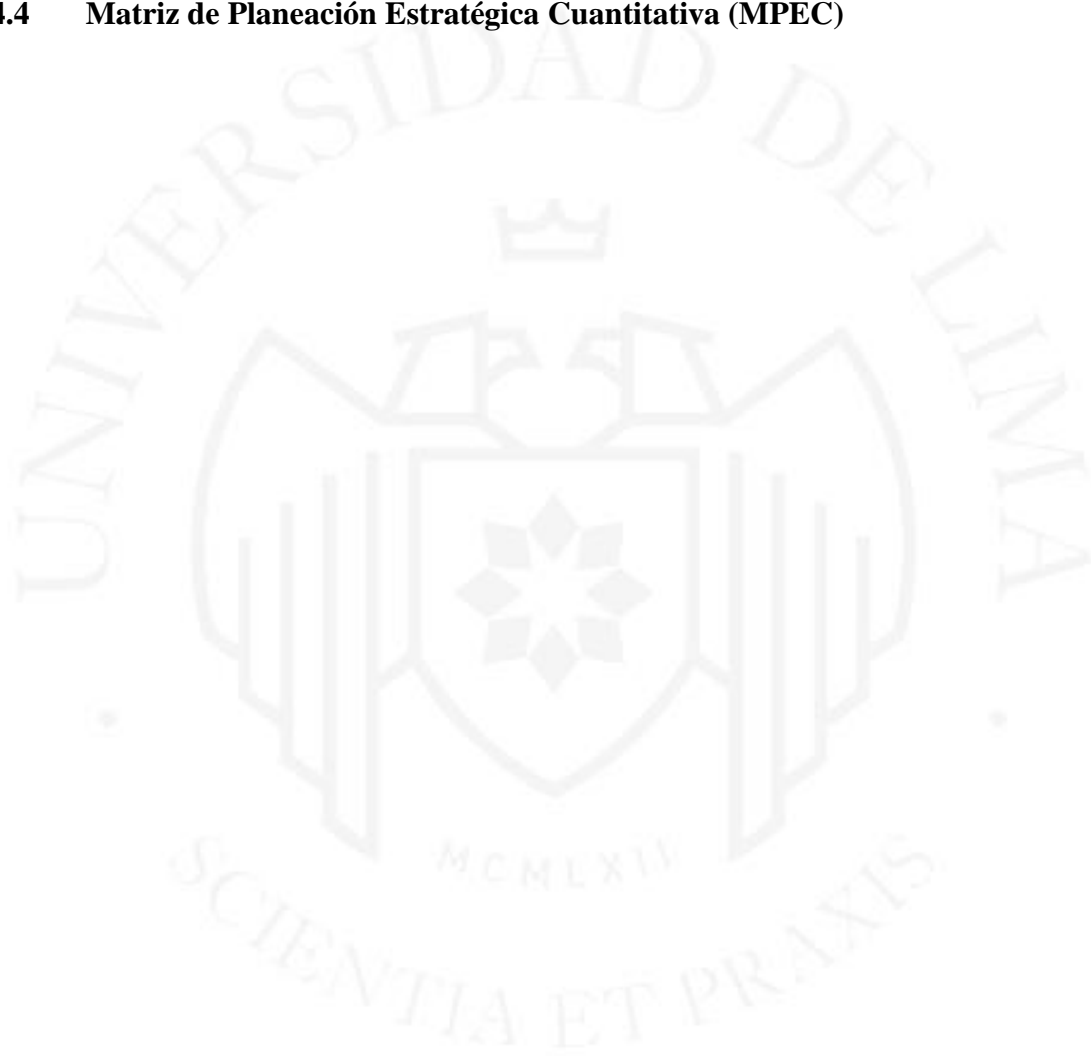 4.4 Matriz de Planeación Estratégica Cuantitativa (MPEC)
UNIVERSIDAD DE LIMA
MCMLXII
SCIENTIA ET PRAXIS